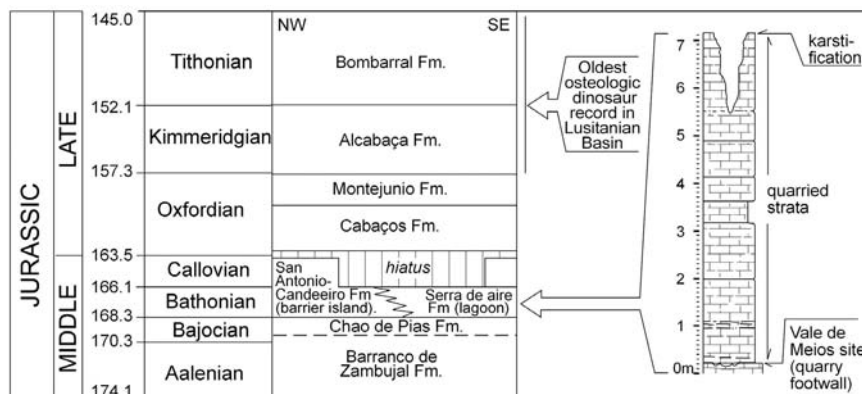 JURASSIC
LATE
MIDDLE
145.0
152.1
157.3
163.5
166.1
168.3
170.3
174.1
Tithonian
Kimmeridgian
Oxfordian
Callovian
Bathonian
Bajocian
Aalenian
NW SE
Bombarral Fm.
Alcabaça Fm.
Montejunio Fm.
Cabaços Fm.
hiatus
San
Antonio-
Candeeiro Fm
(barrier island).
Serra de aire
Fm (lagoon)
Chao de Pias Fm.
Barranco de
Zambujal Fm.
Oldest
osteologic
dinosaur
record in
Lusitanian
Basin
7
6
5
4
3
2
1
0m
karsti-
fication
quarried
strata
Vale de
Meios site
(quarry
footwall)